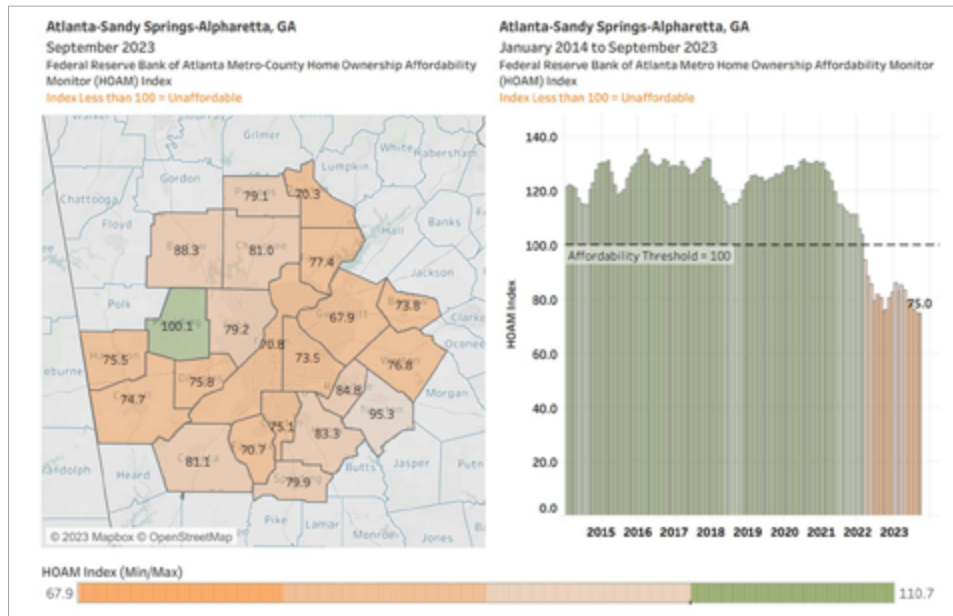 Atlanta-Sandy Springs-Alpharetta, GA
September 2023
Federal Reserve Bank of Atlanta Metro-County Home Ownership Affordability
Monitor (HOAM) Index
Index Less than 100 = Unaffordable
Atlanta-Sandy Springs-Alpharetta, GA
January 2014 to September 2023
Federal Reserve Bank of Atlanta Metro Home Ownership Affordability Monitor
(HOAM) Index
Index Less than 100 = Unaffordable
Walker
Gilmer
White
Habersham
Lumpkin
Gordon
79.1
70.3
Chattooga
Floyd
Banks
Hall
88.3
81.0
77.4
Jackson
Polk
100.1
79.2
67.9
73.8
Clarke
Oconee
70.8
73.5
76.8
75.5
eburne
75.8
84.8
Morgan
74.7
95.3
75.1
83.3
81.1
70.7
Jasper
Putn
Butts
andolph
Heard
79.9
Pike
Lamar
Monroe
Jones
© 2023 Mapbox © OpenStreetMap
140.0
120.0
100.0
Affordability Threshold = 100
80.0
75.0
60.0
40.0
20.0
0.0
HOAM Index
2015 2016 2017 2018 2019 2020 2021 2022 2023
HOAM Index (Min/Max)
67.9
110.7